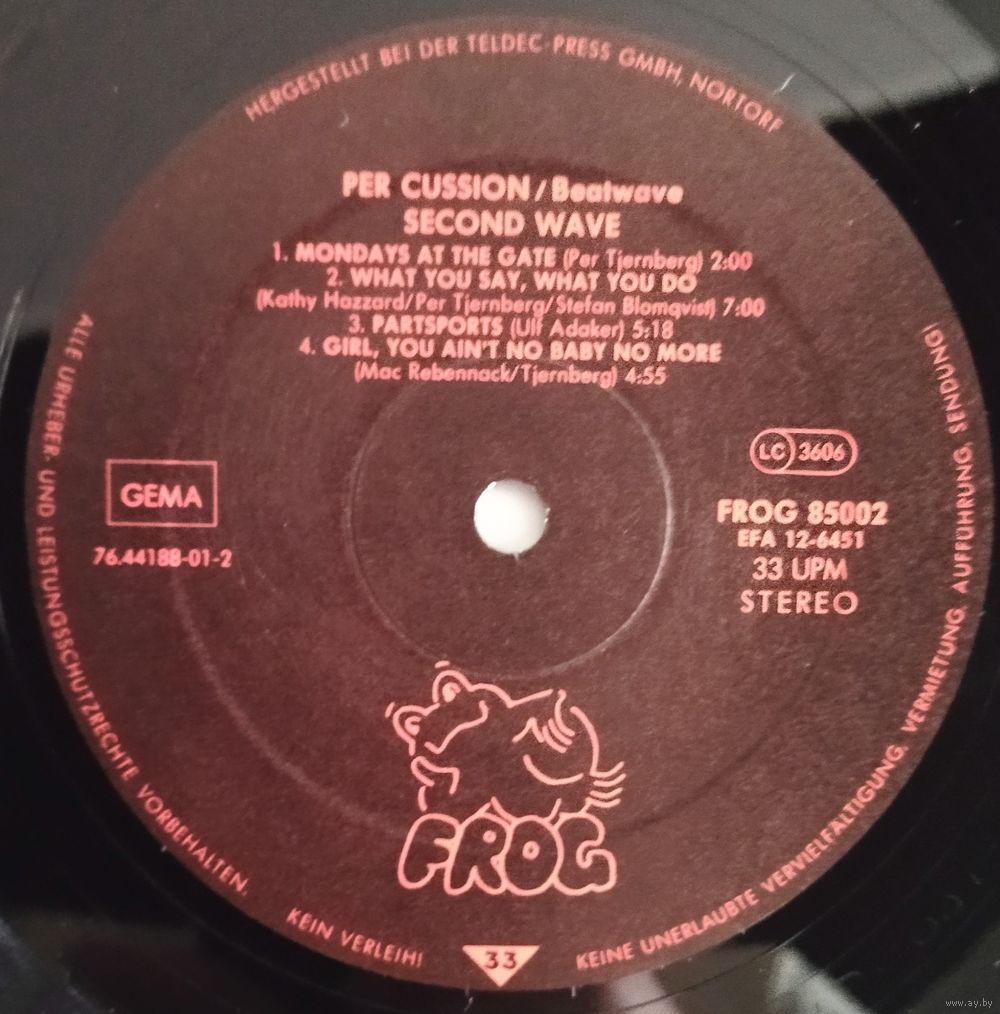 HERGESTELLT BEI DER TELDEC-PRESS GMBH, NORTORF
PER CUSSION / Beatwave
SECOND WAVE
1. MONDAYS AT THE GATE (Per Tjernberg) 2:00
2. WHAT YOU SAY, WHAT YOU DO
(Kathy Hazzard/Per Tjernberg/Stefan Blomqvist) 7:00
3. PARTSPORTS (Ulf Adaker) 5:18
4. GIRL, YOU AIN'T NO BABY NO MORE
(Mac Rebennack/Tjernberg) 4:55
GEMA
76.44188-01-2
LC 3606
FROG 85002
EFA 12-6451
33 UPM
STEREO
FROG
33
ALLE URHEBER- UND LEISTUNGSSCHUTZRECHTE VORBEHALTEN.
KEIN VERLEIH!
KEINE UNERLAUBTE VERVIELFÄLTIGUNG, VERMIETUNG, AUFFÜHRUNG, SENDUNG!
www.ay.by